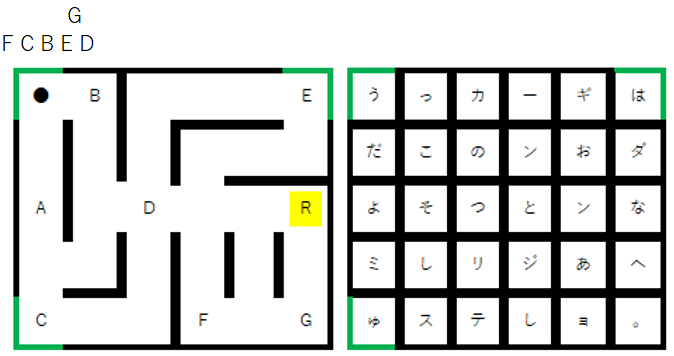 G
F C B E D
● B E
A D R
C F G
う っ カ ー ギ は
だ こ の ン お ダ
よ そ つ と ン な
ミ し リ ジ あ へ
ゅ ス テ し ョ 。